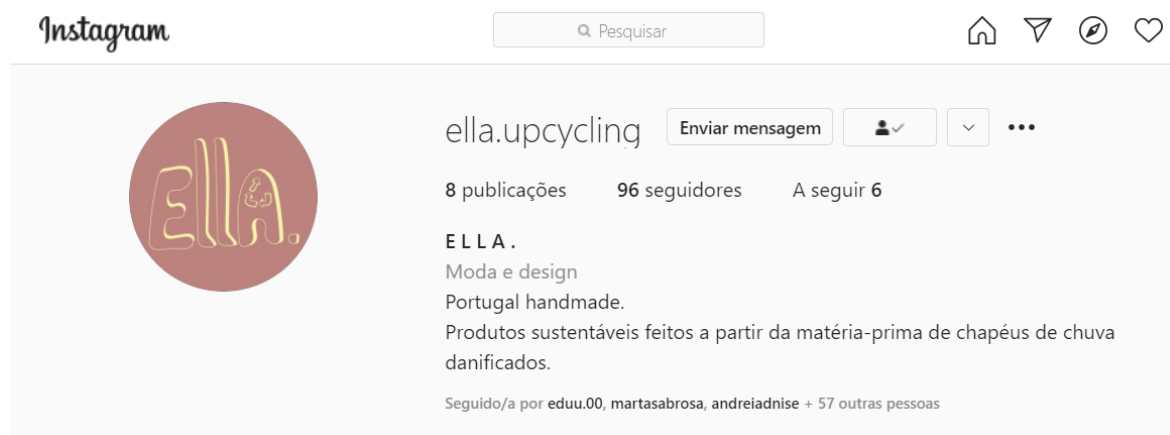 Instagram
Pesquisar
Ella.
ella.upcycling Enviar mensagem
8 publicações 96 seguidores A seguir 6
E L L A .
Moda e design
Portugal handmade.
Produtos sustentáveis feitos a partir da matéria-prima de chapéus de chuva
danificados.
Seguido/a por eduu.00, martasabrosa, andreiadnise + 57 outras pessoas